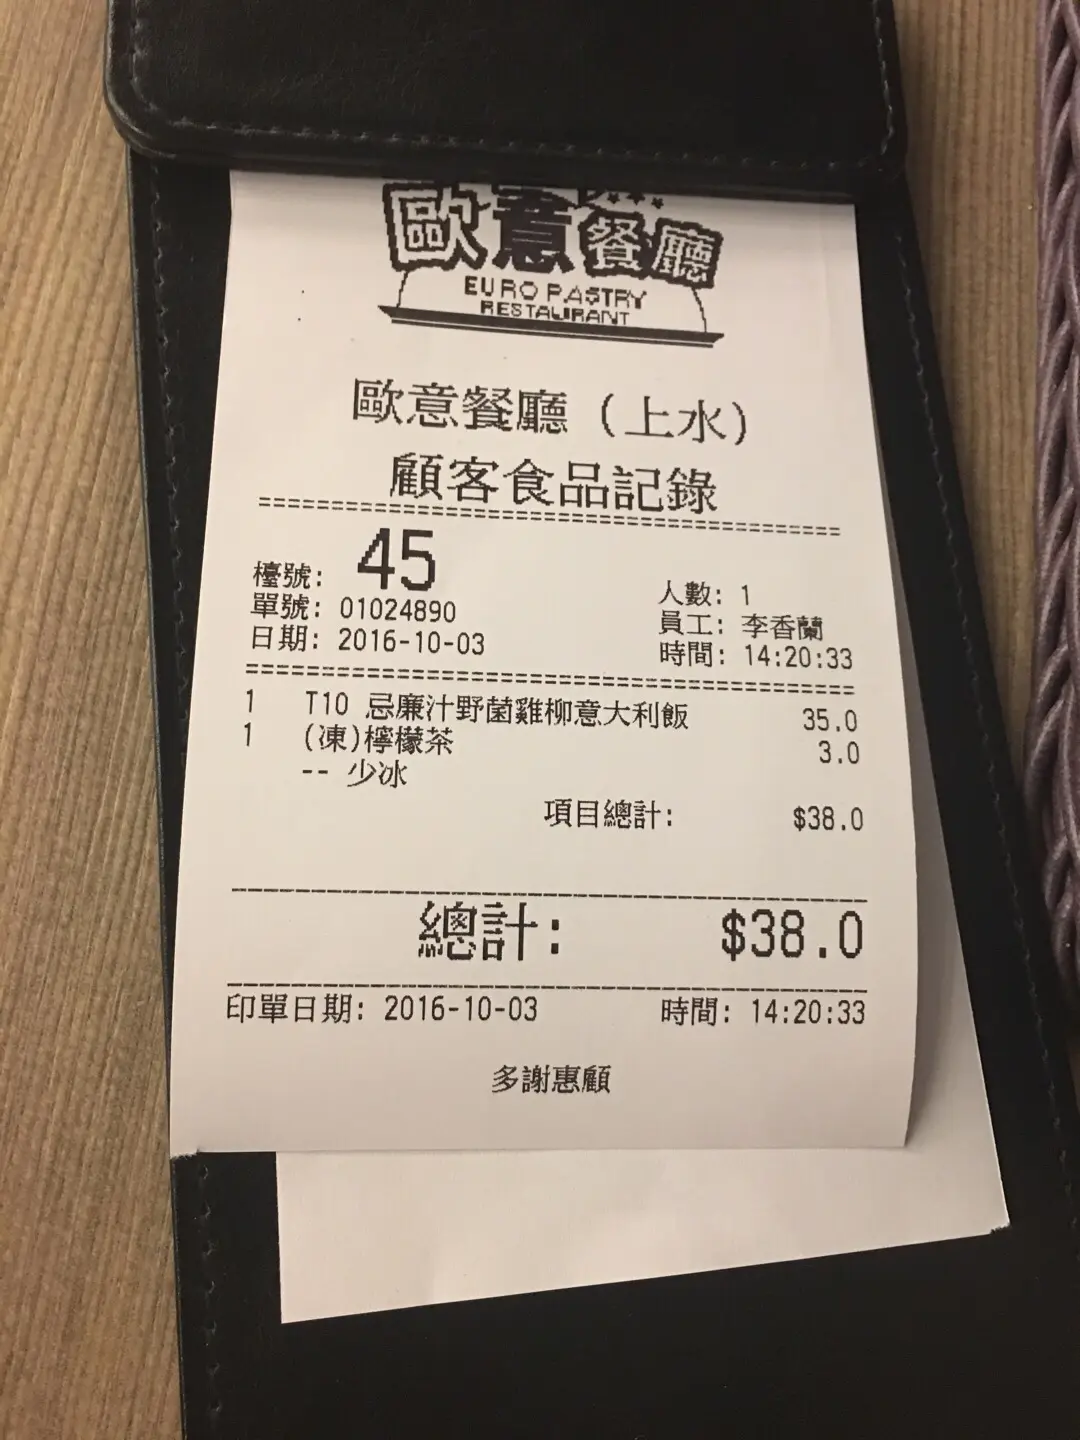 歐意餐廳
EURO PASTRY
RESTAURANT
歐意餐廳 (上水)
顧客食品記錄
檯號: 45
人數: 1
單號: 01024890
員工: 李香蘭
日期: 2016-10-03
時間: 14:20:33
1 T10 忌廉汁野菌雞柳意大利飯 35.0
1 (凍)檸檬茶 3.0
-- 少冰
項目總計: $38.0
總計: $38.0
印單日期: 2016-10-03 時間: 14:20:33
多謝惠顧